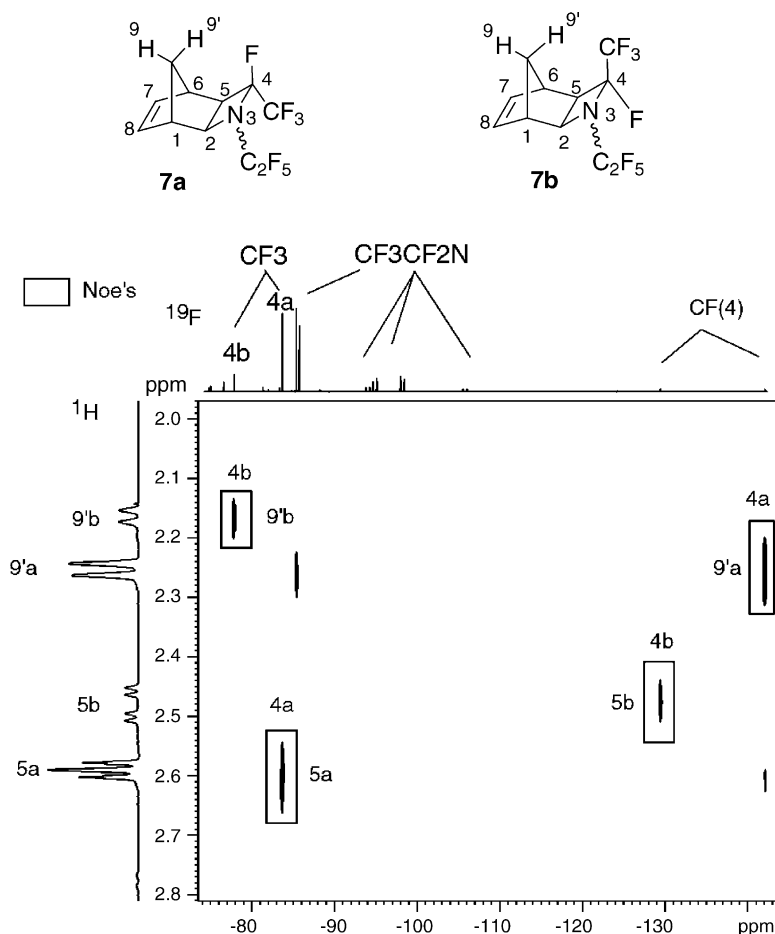 9 9'
H H
F
4
6 5
7 CF3
N 3
8 1 2
C2F5
7a
9 9'
H H
CF3
6 5 4
7
N 3 F
8 1 2
C2F5
7b
CF3 CF3CF2N
Noe's
19F 4a CF(4)
4b
ppm
1H
2.0
2.1
4b 4a
9'b 9'b
2.2
9'a 9'a
2.3
2.4
4b
5b 5b
2.5
4a
5a 5a
2.6
2.7
2.8
-80 -90 -100 -110 -120 -130 ppm